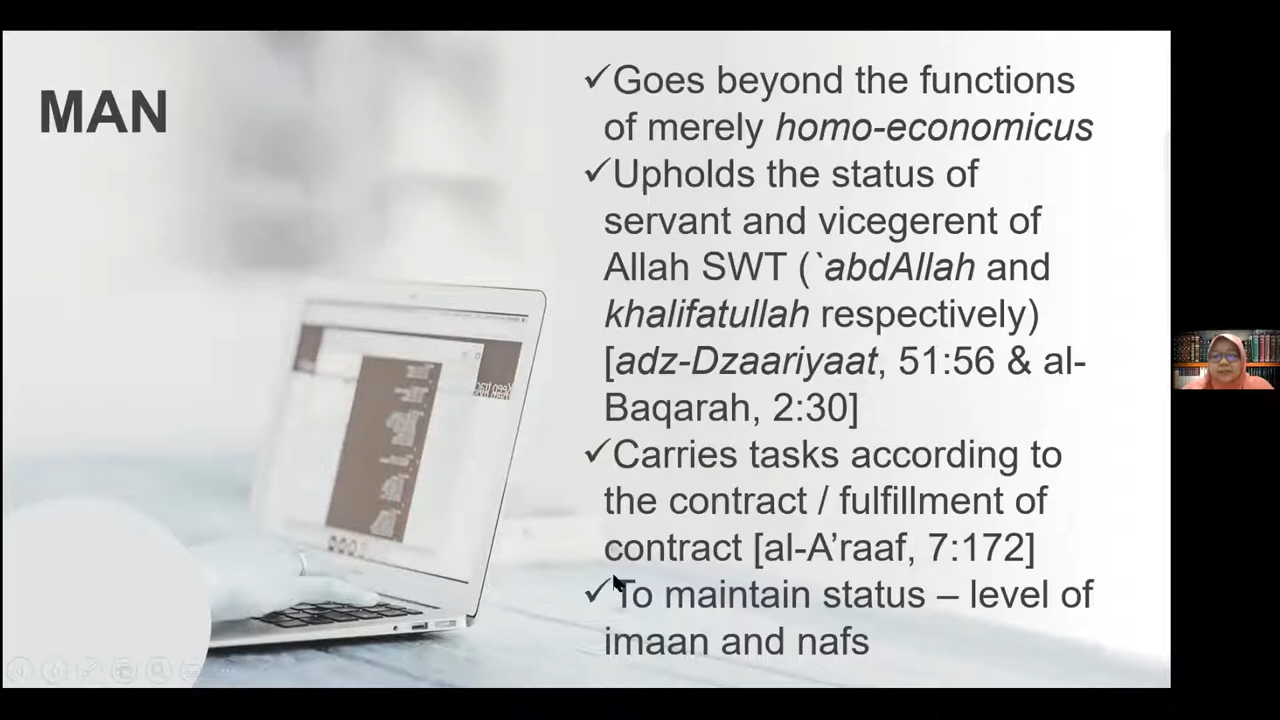 MAN
✓Goes beyond the functions
of merely homo-economicus
✓Upholds the status of
servant and vicegerent of
Allah SWT (`abdAllah and
khalifatullah respectively)
[adz-Dzaariyaat, 51:56 & al-
Baqarah, 2:30]
✓Carries tasks according to
the contract / fulfillment of
contract [al-A’raaf, 7:172]
✓To maintain status – level of
imaan and nafs